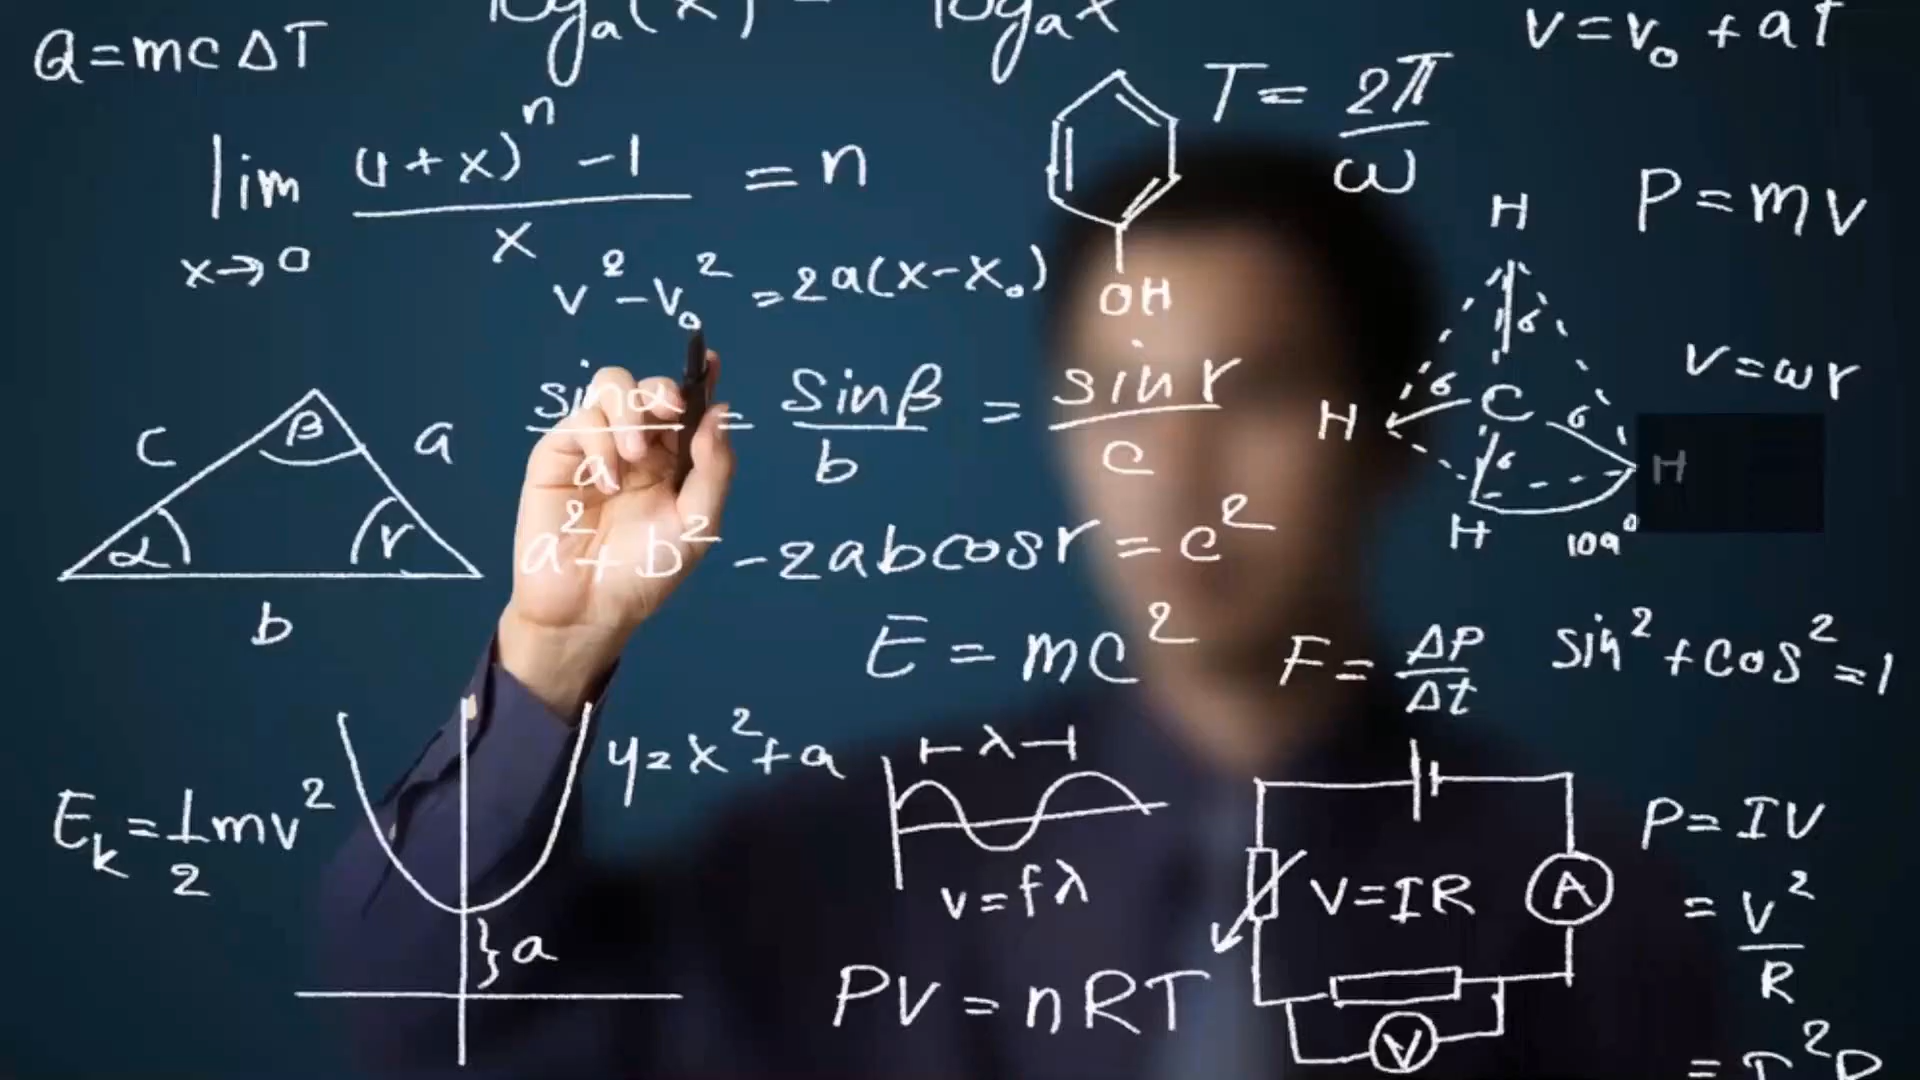 Q=mcΔT
v=v₀+at
T=2π/ω
lim x→0 ((1+x)ⁿ-1)/x = n
P=mv
H
v²-v₀²=2a(x-x₀)
OH
v=ωr
sinα/a = sinβ/b = sinr/c
H C H
σ σ σ σ
H 109°
c β a
α r
b
a²+b²-2abcosr=c²
E=mc²
F=ΔP/Δt
sin²+cos²=1
y=x²+a
λ
Eₖ=1/2mv²
P=IV
v=fλ
V=IR
A
=V²/R
a
PV=nRT
V